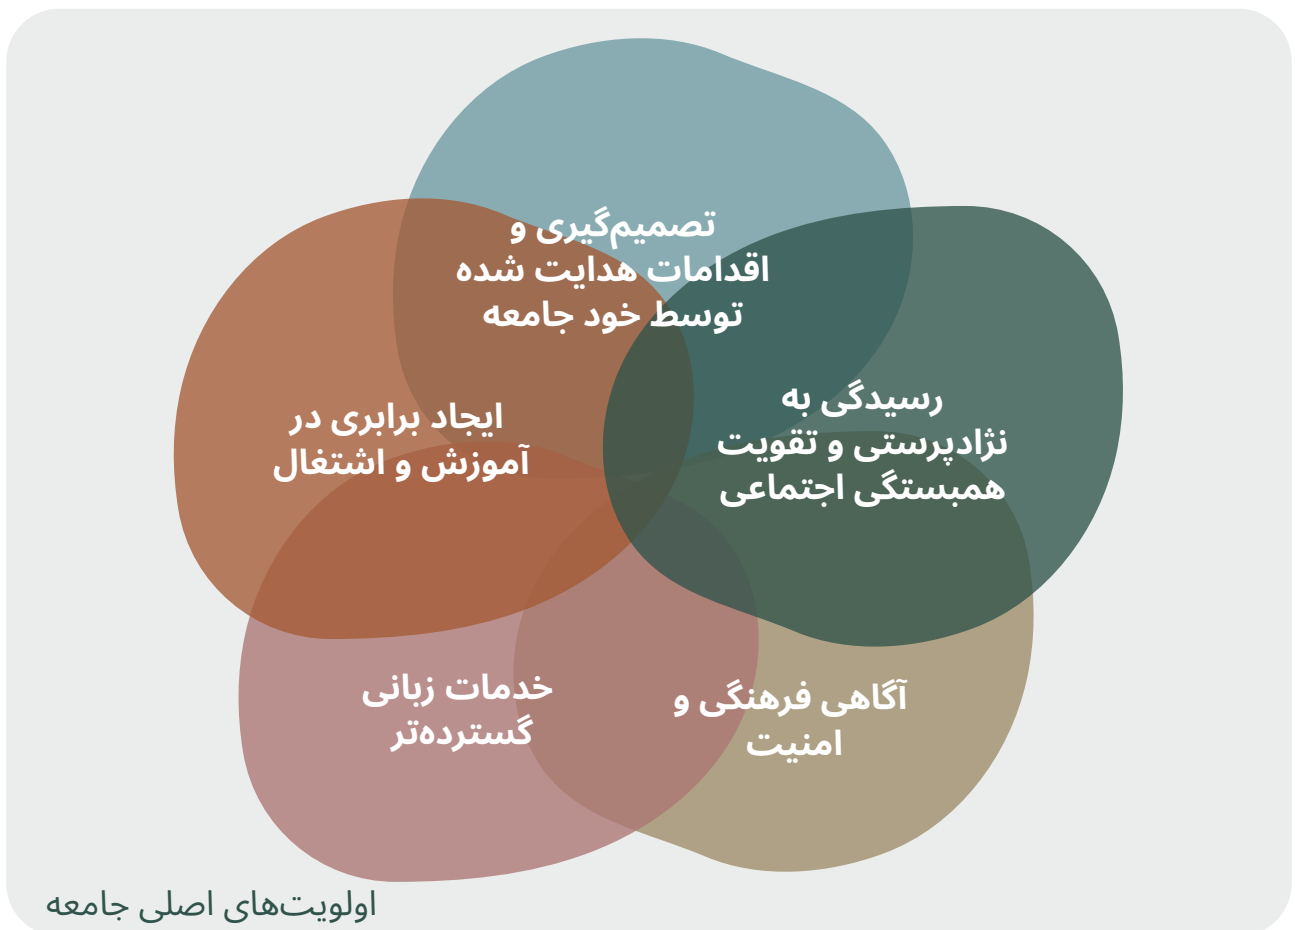 تصمیم‌گیری و
اقدامات هدایت شده
توسط خود جامعه
رسیدگی به
نژادپرستی و تقویت
همبستگی اجتماعی
ایجاد برابری در
آموزش و اشتغال
آگاهی فرهنگی و
امنیت
خدمات زبانی
گسترده‌تر
اولویت‌های اصلی جامعه